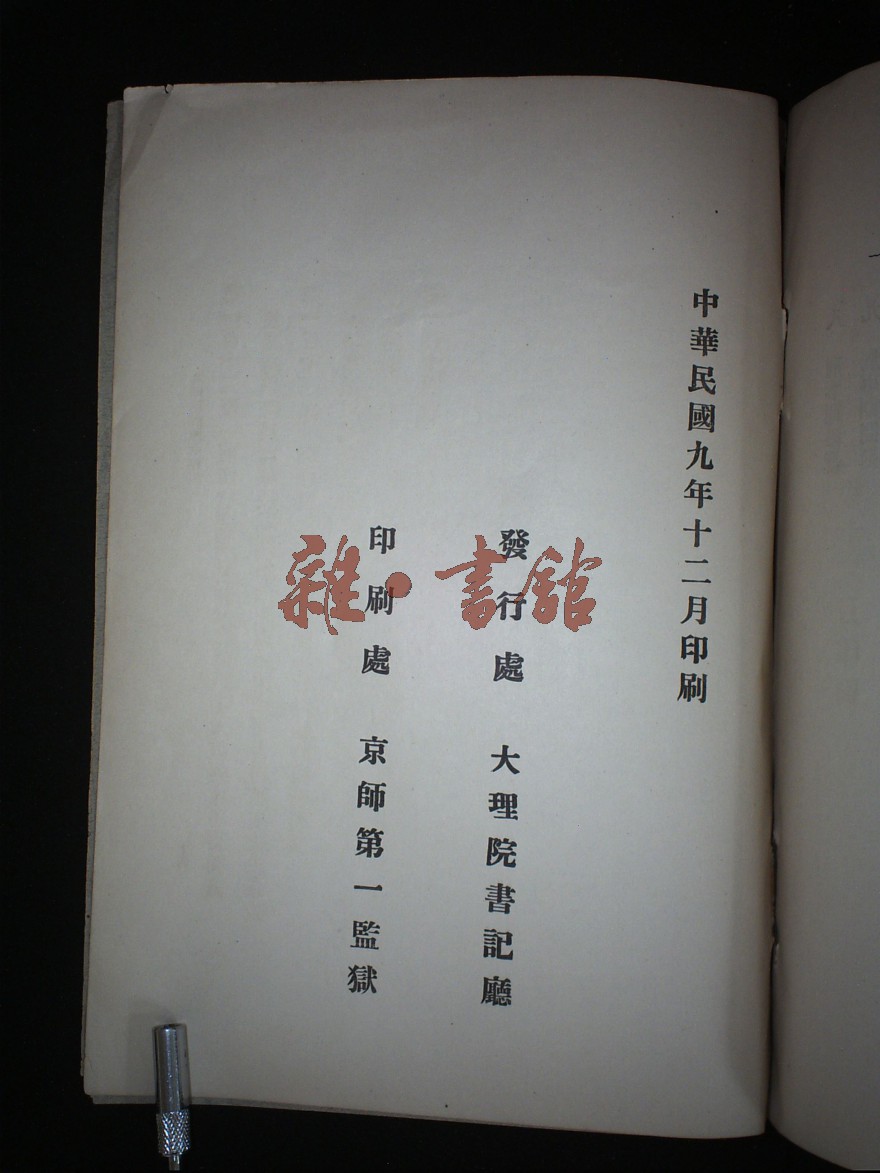 中華民國九年十二月印刷
發行處 大理院書記廳
印刷處 京師第一監獄
雜·書館